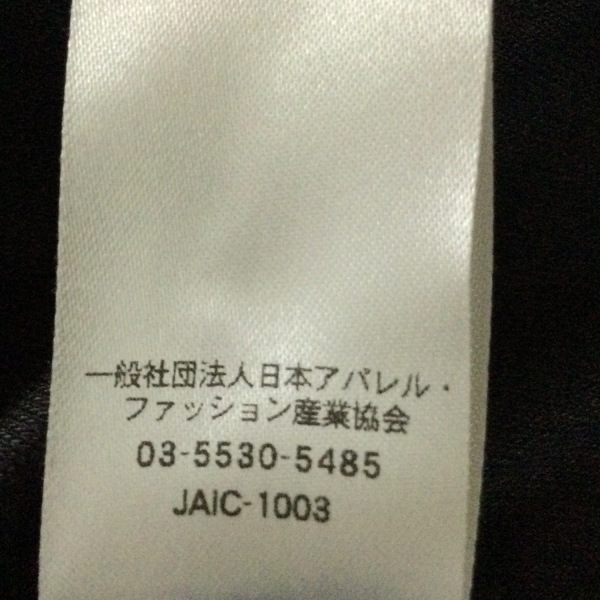 一般社団法人日本アパレル・
ファッション産業協会
03-5530-5485
JAIC-1003